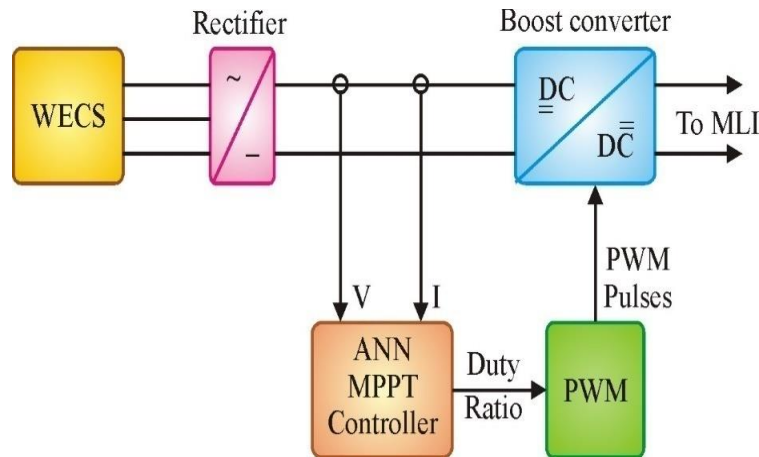 Rectifier
Boost converter
WECS
~
–
DC
DC
To MLI
V
I
PWM
Pulses
ANN
MPPT
Controller
Duty
Ratio
PWM